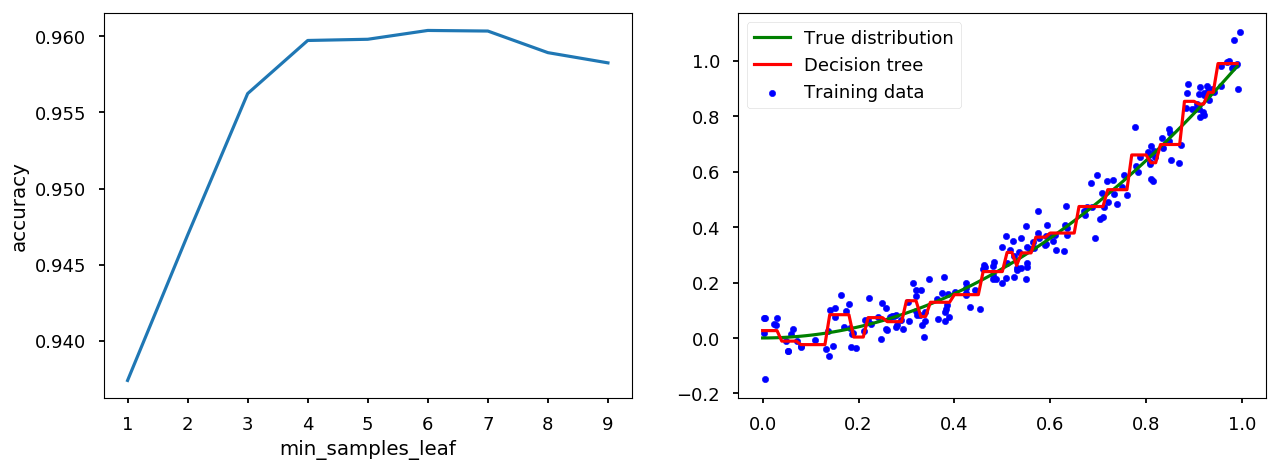 0.960
0.955
0.950
0.945
0.940
accuracy
1 2 3 4 5 6 7 8 9
min_samples_leaf
True distribution
Decision tree
Training data
1.0
0.8
0.6
0.4
0.2
0.0
−0.2
0.0 0.2 0.4 0.6 0.8 1.0